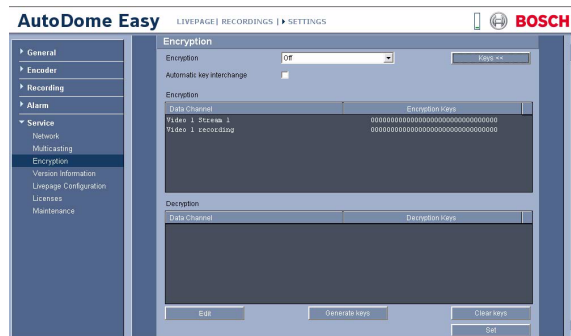 AutoDome Easy
LIVEPAGE| RECORDINGS | SETTINGS
BOSCH
General
Encoder
Recording
Alarm
Service
Network
Multicasting
Encryption
Version Information
Livepage Configuration
Licenses
Maintenance
Encryption
Encryption
Off
Keys <<
Automatic key interchange
Encryption
Data Channel
Encryption Keys
Video 1 Stream 1
00000000000000000000000000000000
Video 1 recording
00000000000000000000000000000000
Decryption
Data Channel
Decryption Keys
Edit
Generate keys
Clear keys
Set